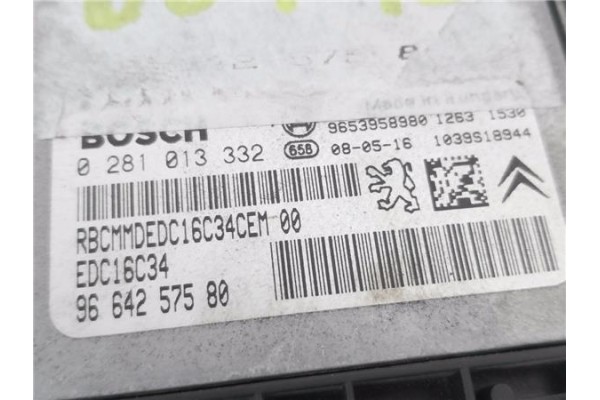 BOSCH
9653958980 1263 1530
0 281 013 332 658 08-05-16 1039S18944
RBCMMDEDC16C34CEM 00
EDC16C34
96 642 575 80